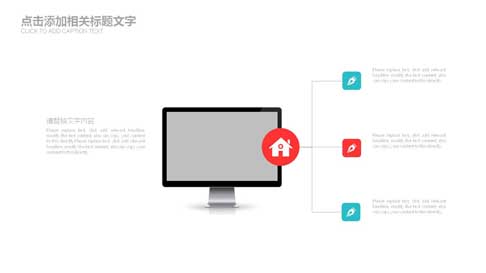 点击添加相关标题文字
CLICK TO ADD CAPTION TEXT
请替换文字内容
Please replace text, click add relevant headline, modify the text content, also can copy your content to this directly. Please replace text, click add relevant headline, modify the text content, also can copy your content to this directly.
Please replace text, click add relevant headline, modify the text content, also can copy your content to this directly.
Please replace text, click add relevant headline, modify the text content, also can copy your content to this directly.
Please replace text, click add relevant headline, modify the text content, also can copy your content to this directly.